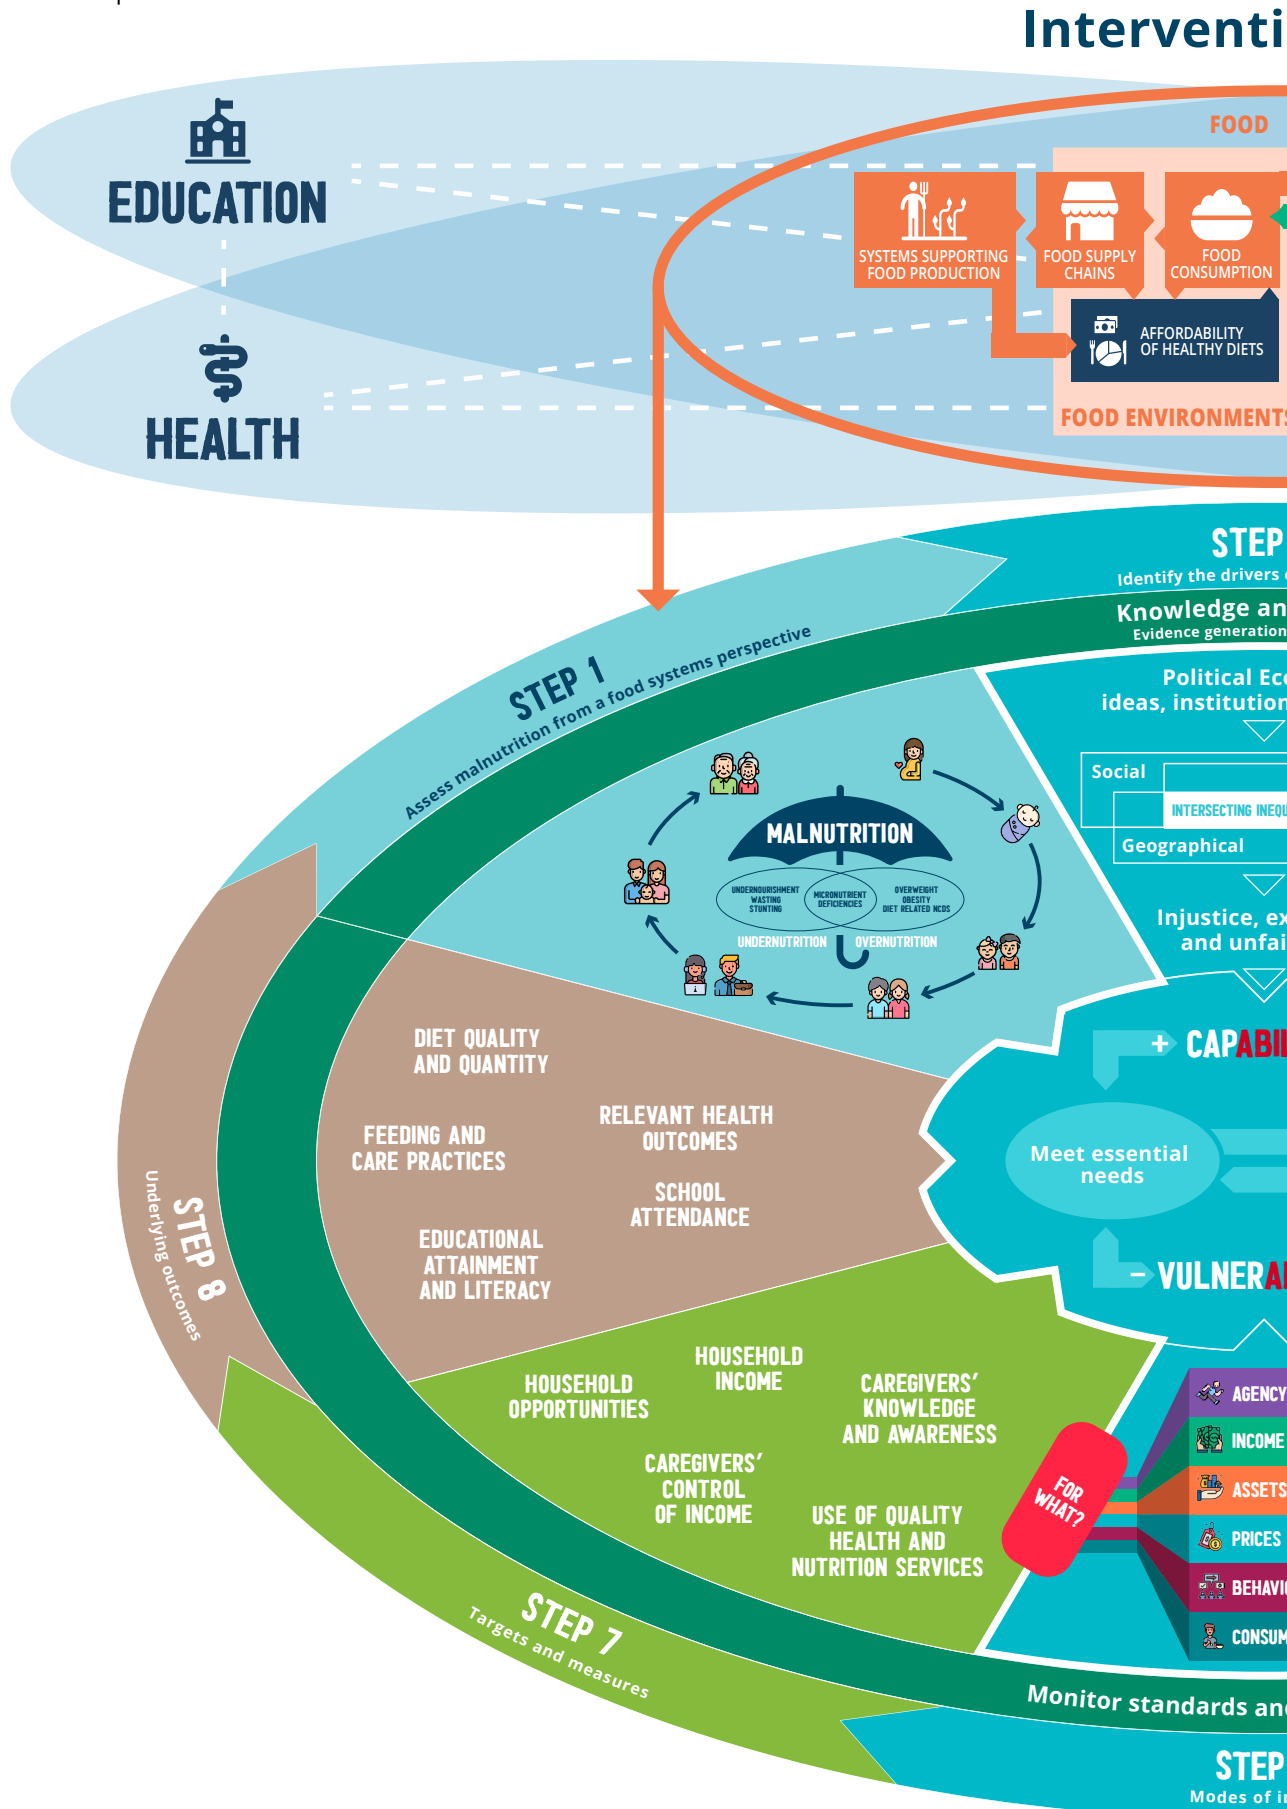 Interventi
EDUCATION
HEALTH
FOOD
SYSTEMS SUPPORTING
FOOD PRODUCTION
FOOD SUPPLY
CHAINS
FOOD
CONSUMPTION
AFFORDABILITY
OF HEALTHY DIETS
FOOD ENVIRONMENTS
STEP
Identify the drivers
Knowledge an
Evidence generation
STEP 1
Assess malnutrition from a food systems perspective
Political Eco
ideas, institution
Social
INTERSECTING INEQU
Geographical
Injustice, ex
and unfai
MALNUTRITION
UNDERNOURISHMENT
WASTING
STUNTING
MICRONUTRIENT
DEFICIENCIES
OVERWEIGHT
OBESITY
DIET RELATED NCDS
UNDERNUTRITION
OVERNUTRITION
+ CAPABIL
Meet essential
needs
– VULNERAB
DIET QUALITY
AND QUANTITY
RELEVANT HEALTH
OUTCOMES
FEEDING AND
CARE PRACTICES
SCHOOL
ATTENDANCE
EDUCATIONAL
ATTAINMENT
AND LITERACY
STEP 8
Underlying outcomes
HOUSEHOLD
INCOME
HOUSEHOLD
OPPORTUNITIES
CAREGIVERS'
KNOWLEDGE
AND AWARENESS
CAREGIVERS'
CONTROL
OF INCOME
USE OF QUALITY
HEALTH AND
NUTRITION SERVICES
FOR
WHAT?
AGENCY
INCOME
ASSETS
PRICES
BEHAVIO
CONSUM
STEP 7
Targets and measures
Monitor standards and
STEP
Modes of i